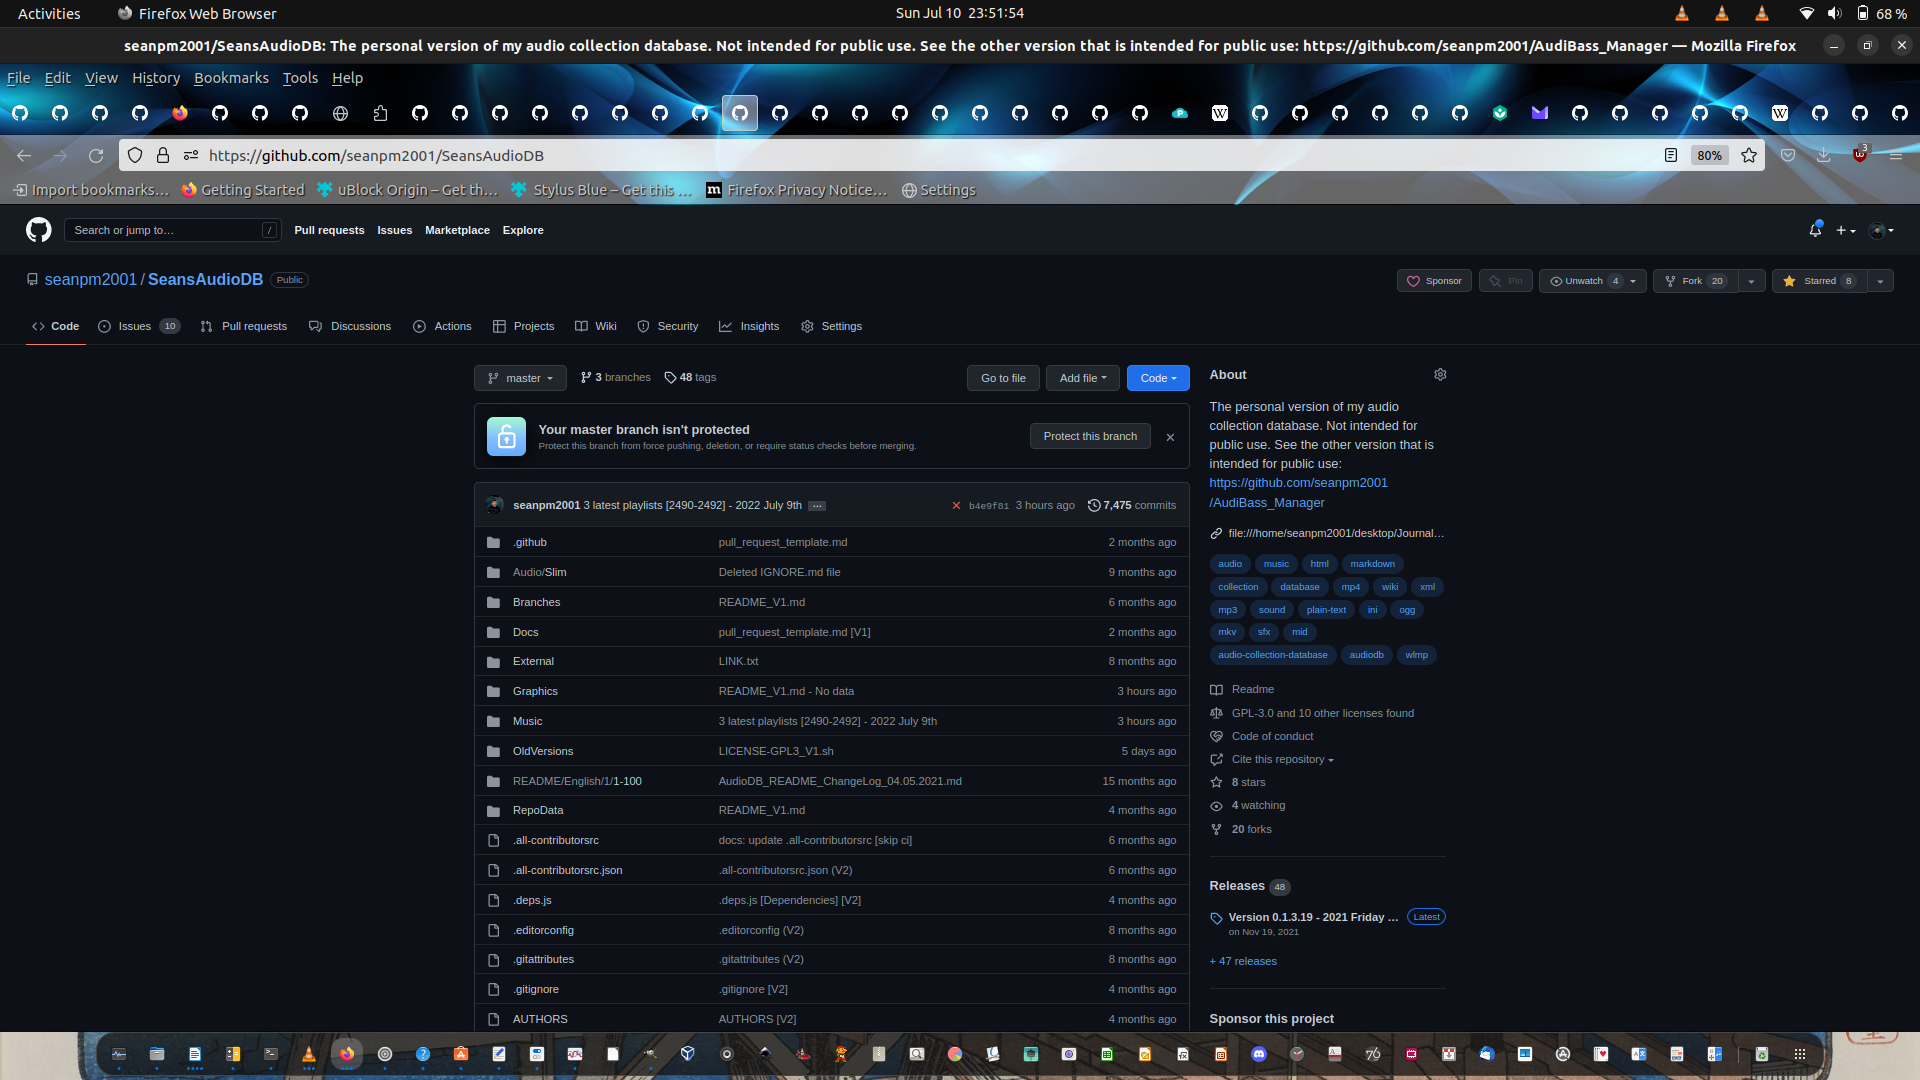 Activities
Firefox Web Browser
Sun Jul 10 23:51:54
68 %
seanpm2001/SeansAudioDB: The personal version of my audio collection database. Not intended for public use. See the other version that is intended for public use: https://github.com/seanpm2001/AudiBass_Manager — Mozilla Firefox
File Edit View History Bookmarks Tools Help
https://github.com/seanpm2001/SeansAudioDB
80%
3
Import bookmarks...
Getting Started
uBlock Origin – Get th...
Stylus Blue – Get this ...
Firefox Privacy Notice...
Settings
Search or jump to...
/
Pull requests
Issues
Marketplace
Explore
seanpm2001 / SeansAudioDB
Public
Sponsor
Pin
Unwatch 4
Fork 20
Starred 8
Code
Issues 10
Pull requests
Discussions
Actions
Projects
Wiki
Security
Insights
Settings
master
3 branches
48 tags
Go to file
Add file
Code
Your master branch isn't protected
Protect this branch from force pushing, deletion, or require status checks before merging.
Protect this branch
seanpm2001 3 latest playlists [2490-2492] - 2022 July 9th ...
b4e9f81 3 hours ago
7,475 commits
.github pull_request_template.md 2 months ago
Audio/Slim Deleted IGNORE.md file 9 months ago
Branches README_V1.md 6 months ago
Docs pull_request_template.md [V1] 2 months ago
External LINK.txt 8 months ago
Graphics README_V1.md - No data 3 hours ago
Music 3 latest playlists [2490-2492] - 2022 July 9th 3 hours ago
OldVersions LICENSE-GPL3_V1.sh 5 days ago
README/English/1/1-100 AudioDB_README_ChangeLog_04.05.2021.md 15 months ago
RepoData README_V1.md 4 months ago
.all-contributorsrc docs: update .all-contributorsrc [skip ci] 6 months ago
.all-contributorsrc.json .all-contributorsrc.json (V2) 6 months ago
.deps.js .deps.js [Dependencies] [V2] 4 months ago
.editorconfig .editorconfig (V2) 8 months ago
.gitattributes .gitattributes (V2) 8 months ago
.gitignore .gitignore [V2] 4 months ago
AUTHORS AUTHORS [V2] 4 months ago
About
The personal version of my audio
collection database. Not intended for
public use. See the other version that is
intended for public use:
https://github.com/seanpm2001
/AudiBass_Manager
file:///home/seanpm2001/desktop/Journal...
audio music html markdown
collection database mp4 wiki xml
mp3 sound plain-text ini ogg
mkv sfx mid
audio-collection-database audiodb wlmp
Readme
GPL-3.0 and 10 other licenses found
Code of conduct
Cite this repository
8 stars
4 watching
20 forks
Releases 48
Version 0.1.3.19 - 2021 Friday ...
Latest
on Nov 19, 2021
+ 47 releases
Sponsor this project